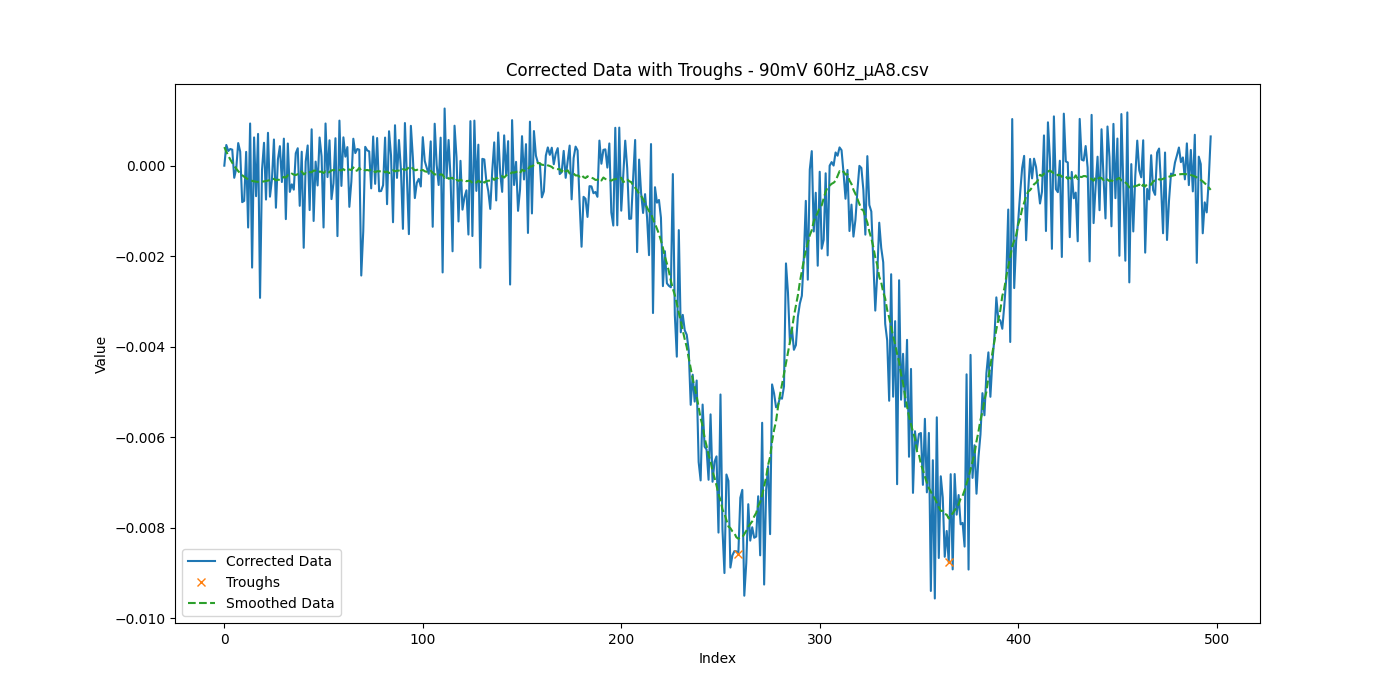 Corrected Data with Troughs - 90mV 60Hz_μA8.csv
0.000
−0.002
−0.004
−0.006
−0.008
−0.010
Value
Corrected Data
Troughs
Smoothed Data
0 100 200 300 400 500
Index